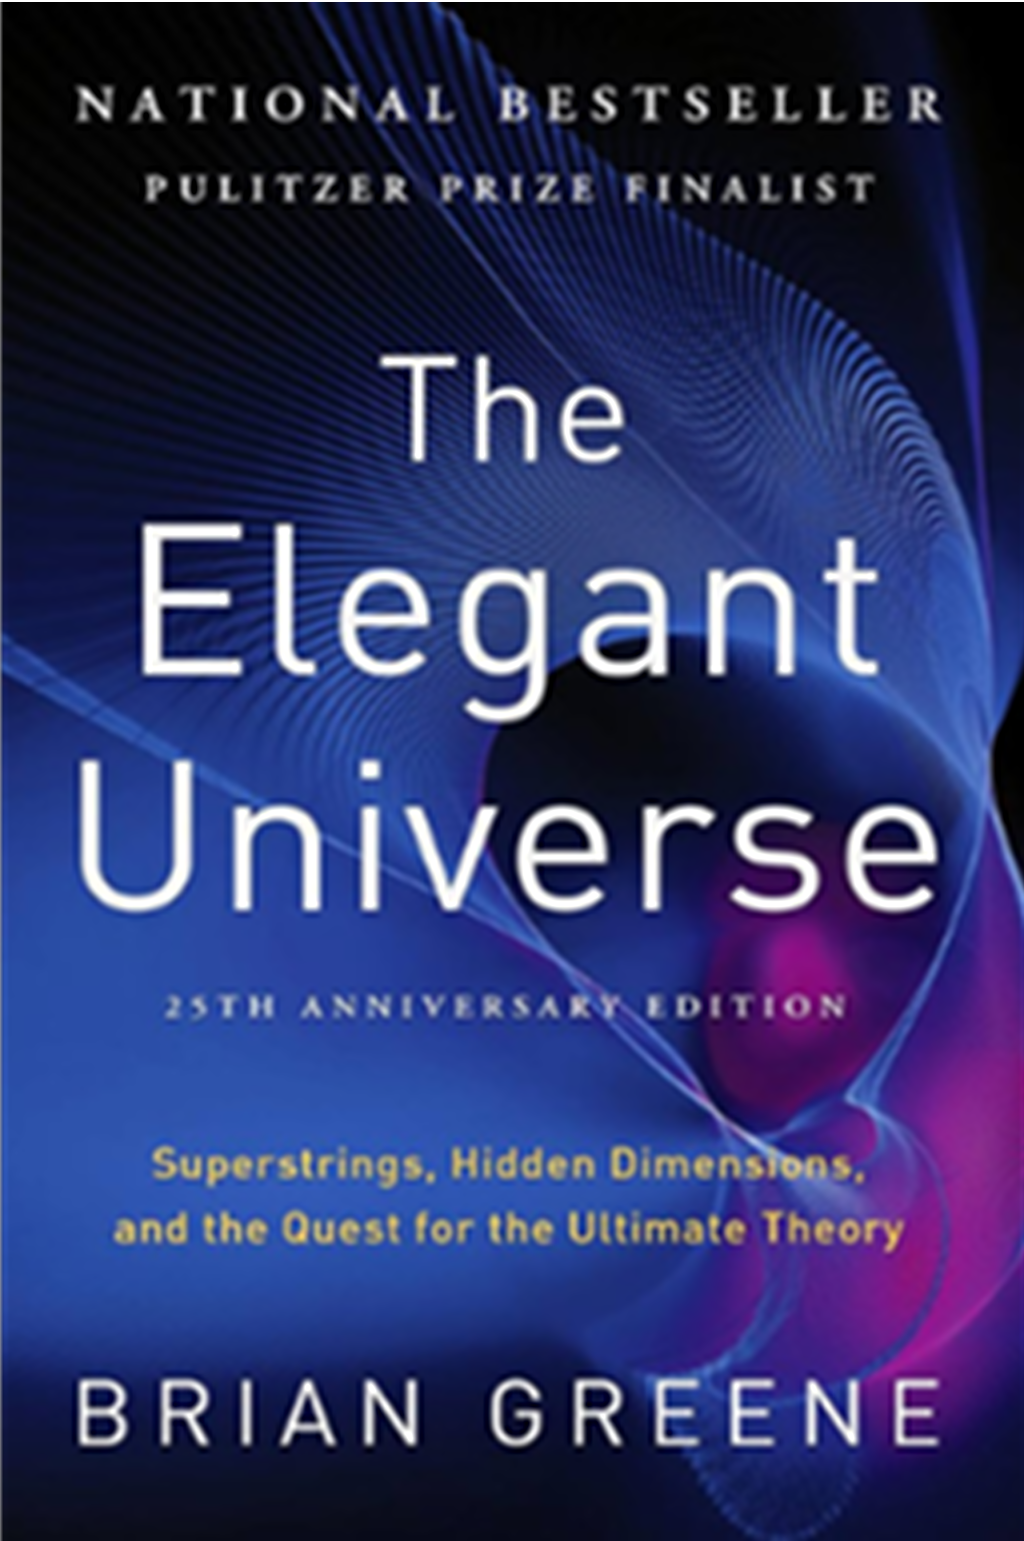 NATIONAL BESTSELLER
PULITZER PRIZE FINALIST
The
Elegant
Universe
25TH ANNIVERSARY EDITION
Superstrings, Hidden Dimensions,
and the Quest for the Ultimate Theory
BRIAN GREENE